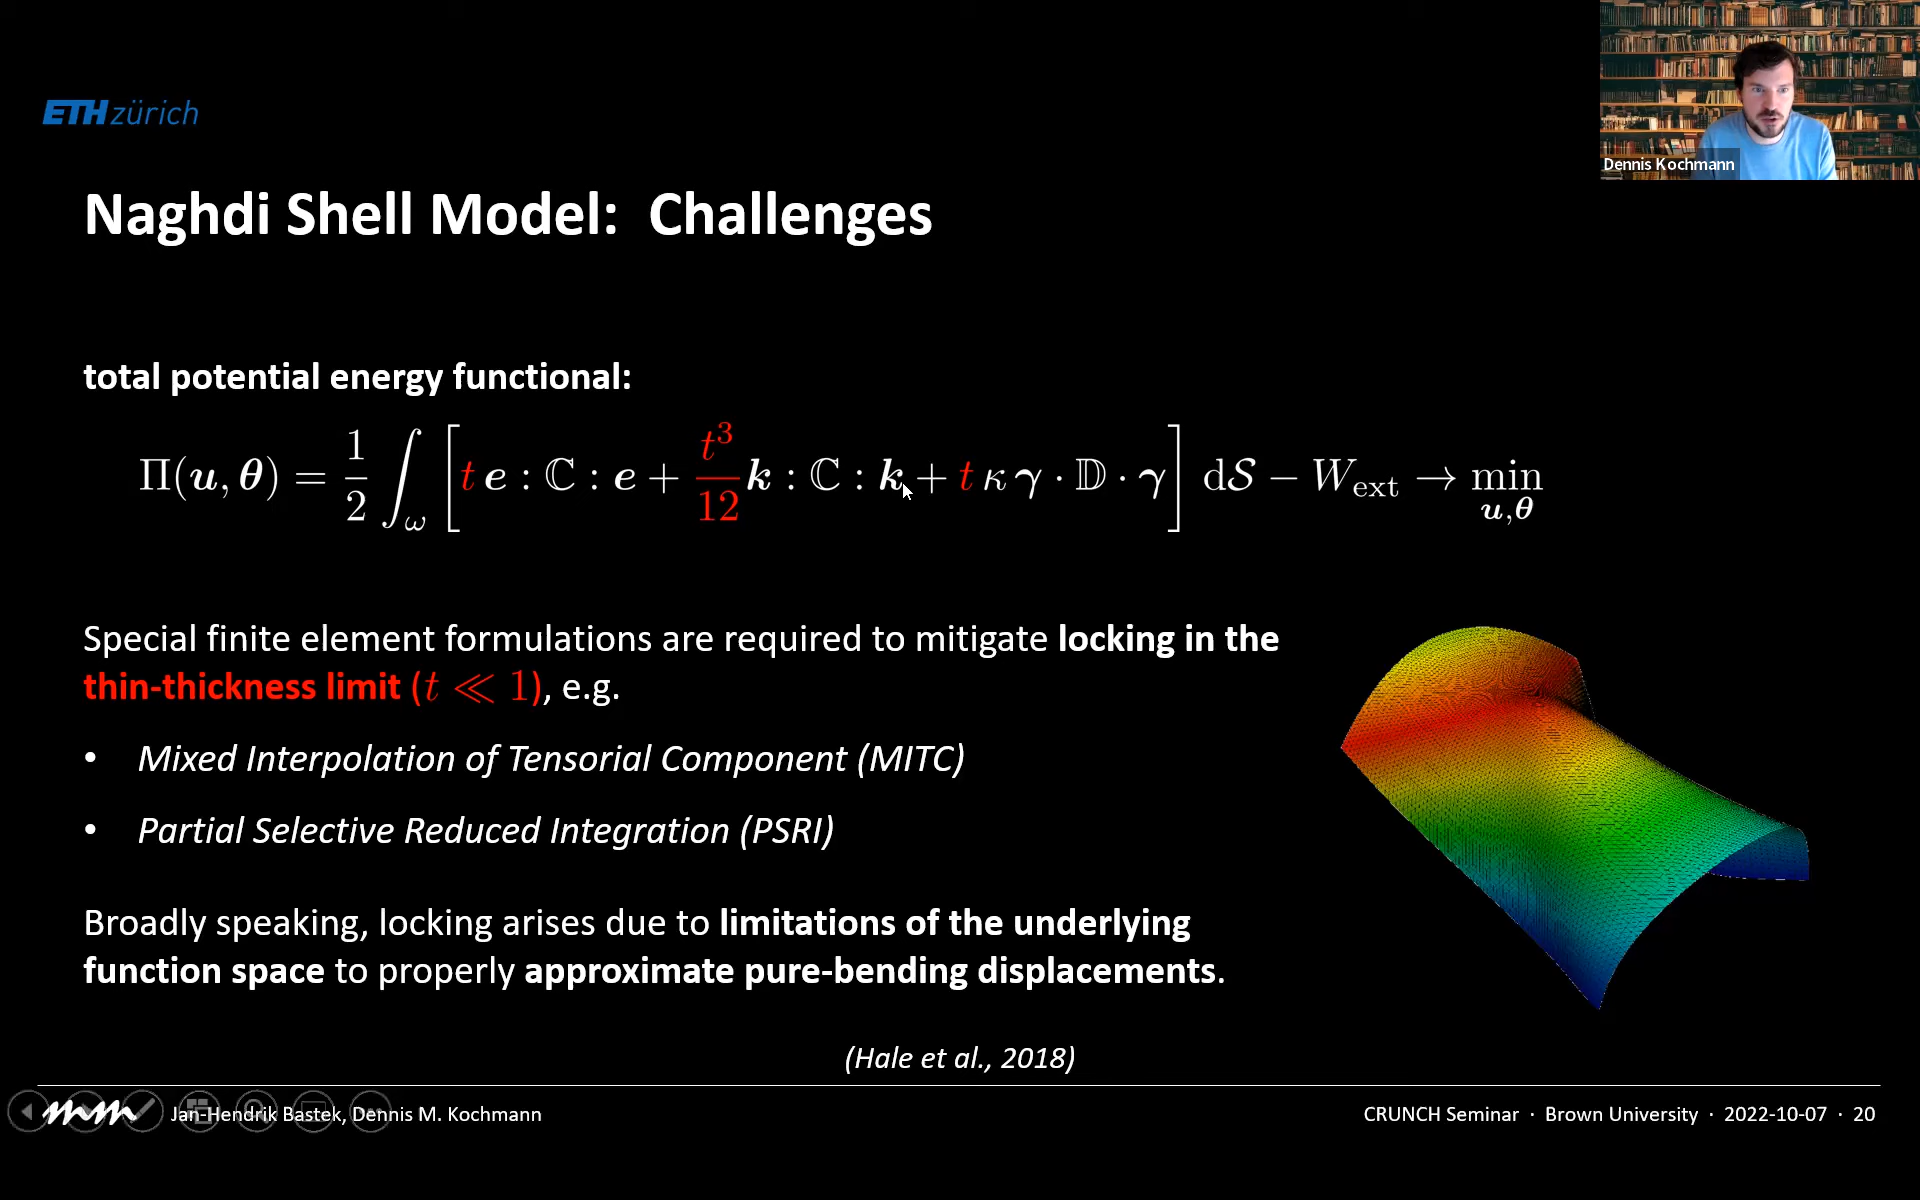 ETHzürich
Dennis Kochmann
Naghdi Shell Model: Challenges
total potential energy functional:
Π(u, θ) = 1/2 ∫_ω [t e : ℂ : e + t³/12 k : ℂ : k + t κ γ · 𝔻 · γ] d𝒮 − W_ext → min_{u,θ}
Special finite element formulations are required to mitigate locking in the
thin-thickness limit (t ≪ 1), e.g.
• Mixed Interpolation of Tensorial Component (MITC)
• Partial Selective Reduced Integration (PSRI)
Broadly speaking, locking arises due to limitations of the underlying
function space to properly approximate pure-bending displacements.
(Hale et al., 2018)
Jan-Hendrik Bastek, Dennis M. Kochmann
CRUNCH Seminar · Brown University · 2022-10-07 · 20